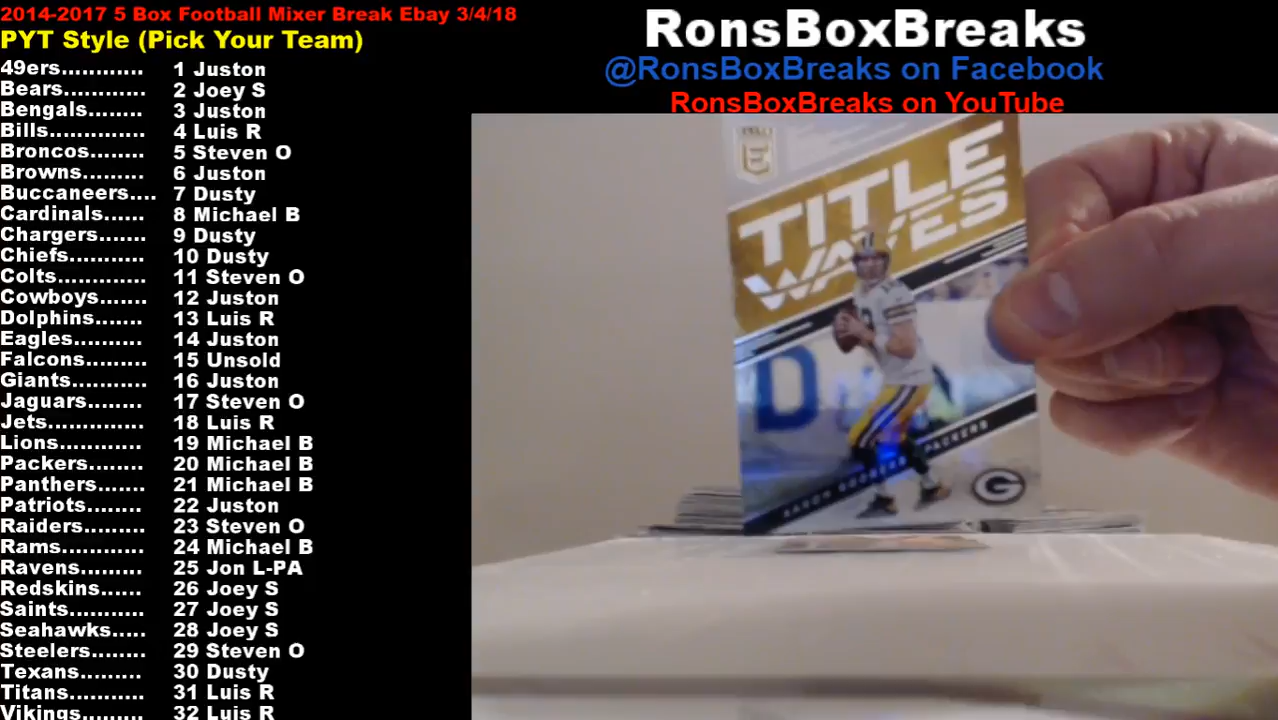 2014-2017 5 Box Football Mixer Break Ebay 3/4/18
PYT Style (Pick Your Team)
49ers............ 1 Juston
Bears............ 2 Joey S
Bengals........ 3 Juston
Bills.............. 4 Luis R
Broncos........ 5 Steven O
Browns......... 6 Juston
Buccaneers.... 7 Dusty
Cardinals...... 8 Michael B
Chargers....... 9 Dusty
Chiefs........... 10 Dusty
Colts............. 11 Steven O
Cowboys....... 12 Juston
Dolphins........ 13 Luis R
Eagles........... 14 Juston
Falcons......... 15 Unsold
Giants........... 16 Juston
Jaguars........ 17 Steven O
Jets.............. 18 Luis R
Lions............ 19 Michael B
Packers........ 20 Michael B
Panthers....... 21 Michael B
Patriots........ 22 Juston
Raiders......... 23 Steven O
Rams............ 24 Michael B
Ravens......... 25 Jon L-PA
Redskins...... 26 Joey S
Saints........... 27 Joey S
Seahawks..... 28 Joey S
Steelers........ 29 Steven O
Texans......... 30 Dusty
Titans........... 31 Luis R
Vikings......... 32 Luis R
RonsBoxBreaks
@RonsBoxBreaks on Facebook
RonsBoxBreaks on YouTube
E
TITLE
WAVES
D
AARON RODGERS PACKERS
G